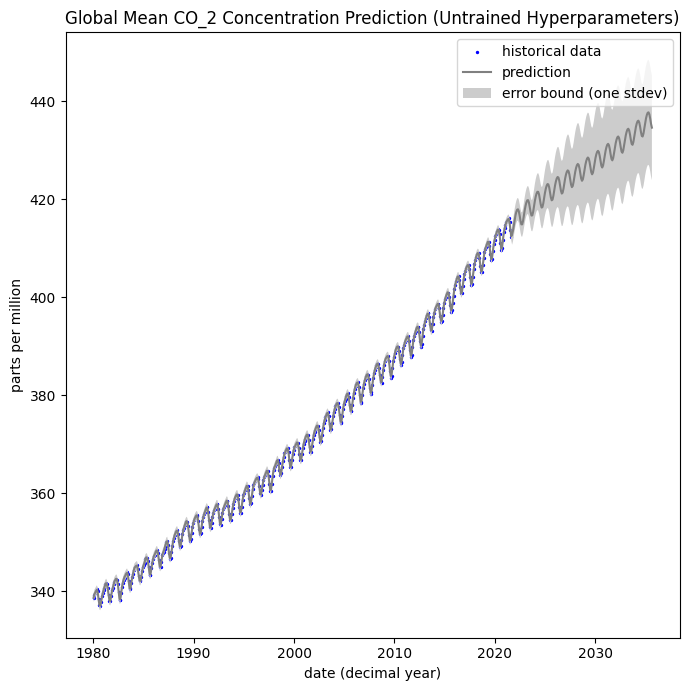 Global Mean CO_2 Concentration Prediction (Untrained Hyperparameters)
historical data
prediction
error bound (one stdev)
parts per million
440
420
400
380
360
340
1980
1990
2000
2010
2020
2030
date (decimal year)